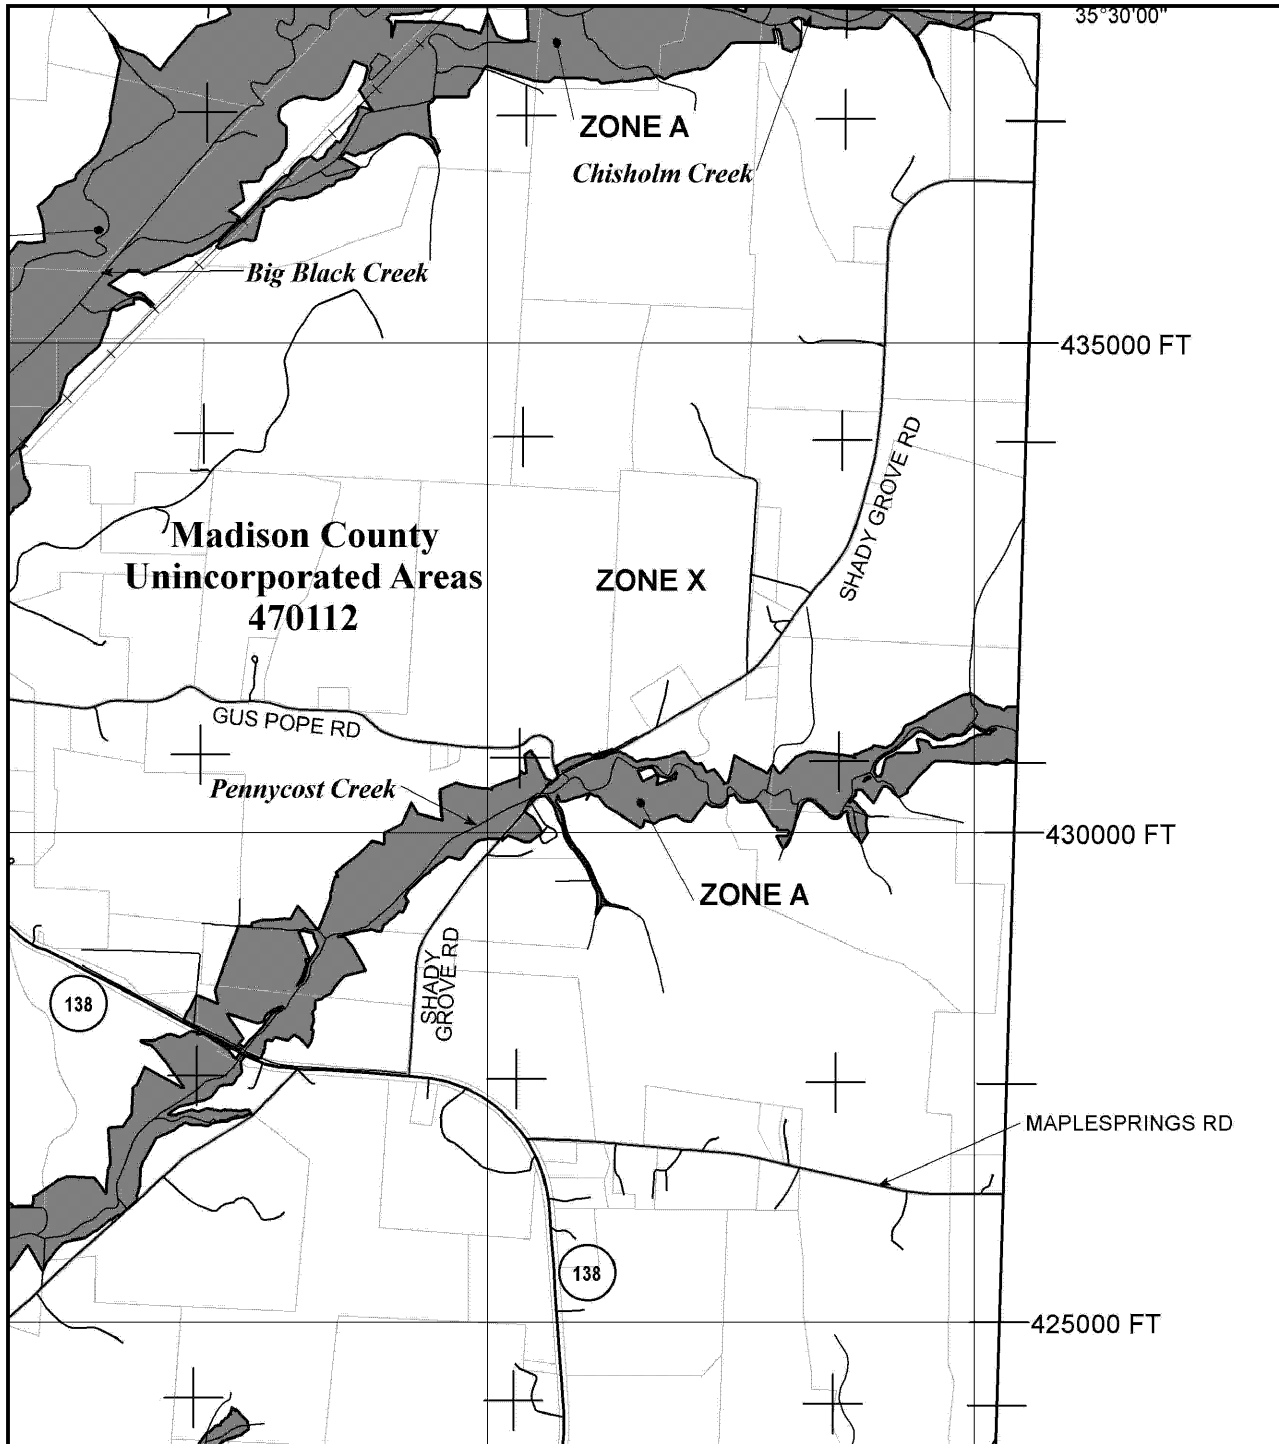 35°30'00"
ZONE A
Chisholm Creek
Big Black Creek
435000 FT
SHADY GROVE RD
Madison County
Unincorporated Areas
470112
ZONE X
GUS POPE RD
Pennycost Creek
430000 FT
ZONE A
SHADY
GROVE RD
138
MAPLESPRINGS RD
138
425000 FT